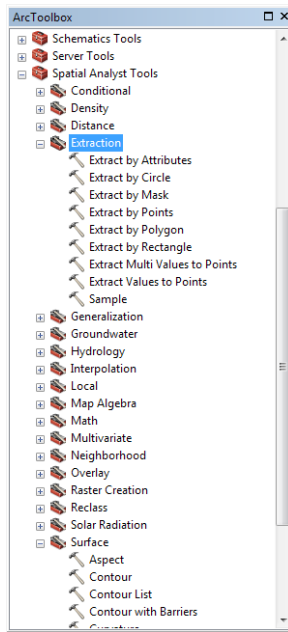 ArcToolbox
Schematics Tools
Server Tools
Spatial Analyst Tools
Conditional
Density
Distance
Extraction
Extract by Attributes
Extract by Circle
Extract by Mask
Extract by Points
Extract by Polygon
Extract by Rectangle
Extract Multi Values to Points
Extract Values to Points
Sample
Generalization
Groundwater
Hydrology
Interpolation
Local
Map Algebra
Math
Multivariate
Neighborhood
Overlay
Raster Creation
Reclass
Solar Radiation
Surface
Aspect
Contour
Contour List
Contour with Barriers